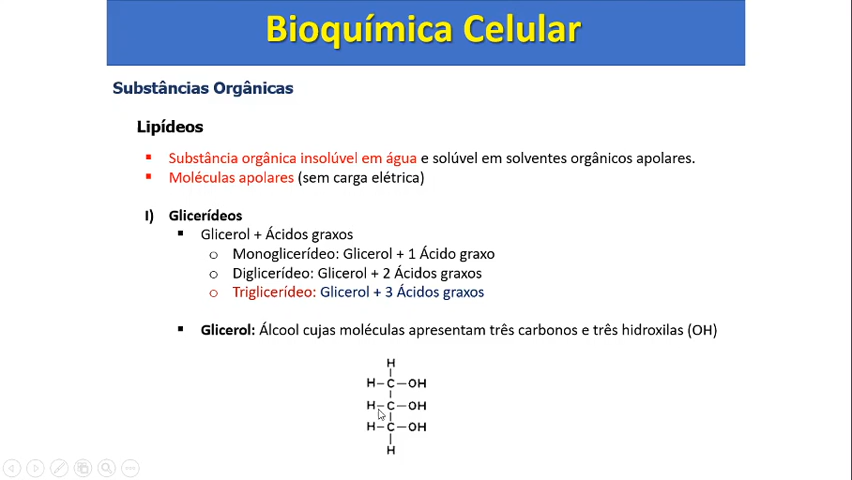 Bioquímica Celular
Substâncias Orgânicas
Lipídeos
▪ Substância orgânica insolúvel em água e solúvel em solventes orgânicos apolares.
▪ Moléculas apolares (sem carga elétrica)
I) Glicerídeos
▪ Glicerol + Ácidos graxos
o Monoglicerídeo: Glicerol + 1 Ácido graxo
o Diglicerídeo: Glicerol + 2 Ácidos graxos
o Triglicerídeo: Glicerol + 3 Ácidos graxos
▪ Glicerol: Álcool cujas moléculas apresentam três carbonos e três hidroxilas (OH)
H
H–C–OH
H–C–OH
H–C–OH
H